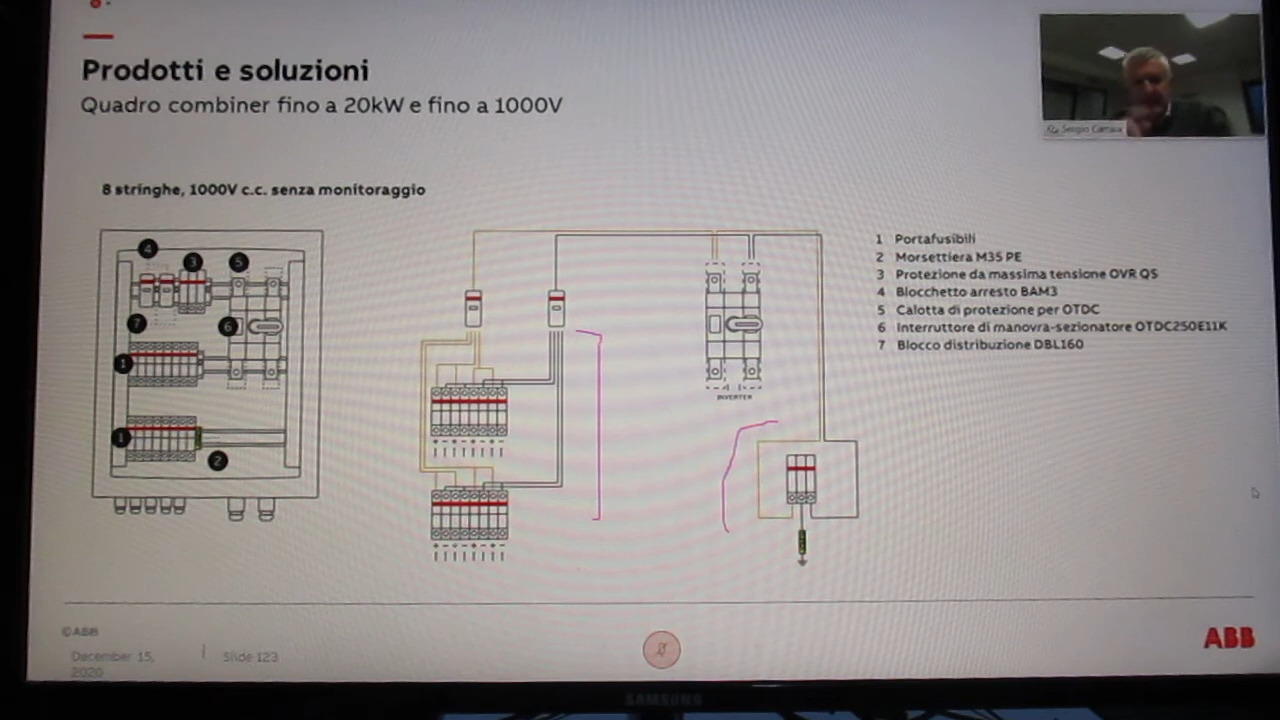 Prodotti e soluzioni
Quadro combiner fino a 20kW e fino a 1000V
8 stringhe, 1000V c.c. senza monitoraggio
4
3
5
7
6
1
1
2
INVERTER
1 Portafusibili
2 Morsettiera M35 PE
3 Protezione da massima tensione OVR QS
4 Blocchetto arresto BAM3
5 Calotta di protezione per OTDC
6 Interruttore di manovra-sezionatore OTDC250E11K
7 Blocco distribuzione DBL160
©ABB
December 15,
2020
Slide 123
ABB
SAMSUNG